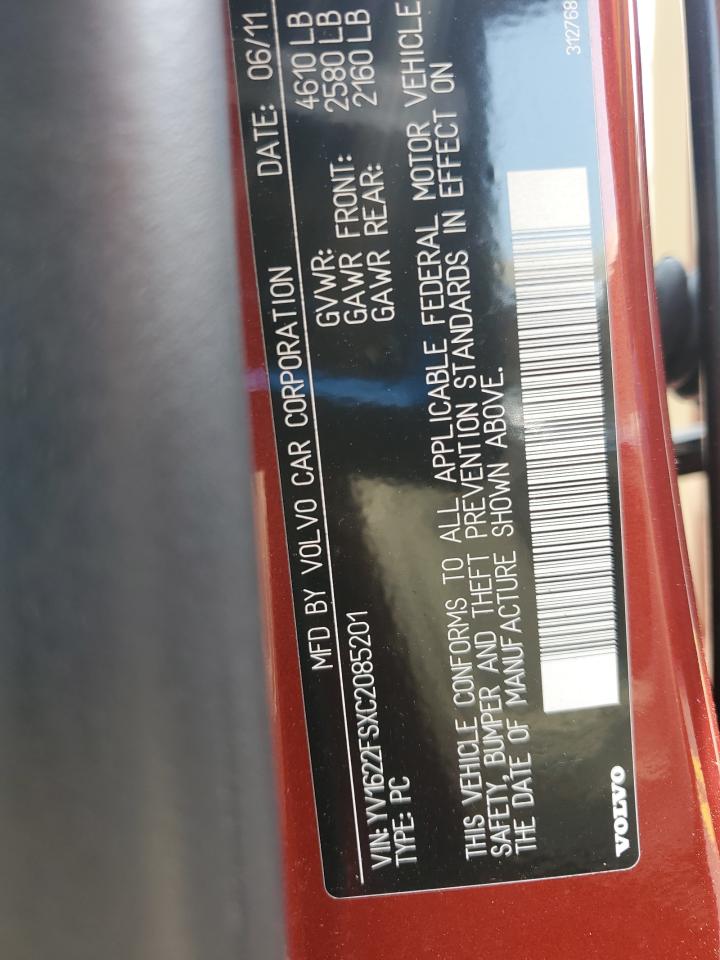 MFD BY VOLVO CAR CORPORATION DATE: 06/11
VIN: YV1622FSXC2085201 GVWR: 4610 LB
TYPE: PC GAWR FRONT: 2580 LB
GAWR REAR: 2160 LB
THIS VEHICLE CONFORMS TO ALL APPLICABLE FEDERAL MOTOR VEHICLE
SAFETY, BUMPER AND THEFT PREVENTION STANDARDS IN EFFECT ON
THE DATE OF MANUFACTURE SHOWN ABOVE.
VOLVO
312768